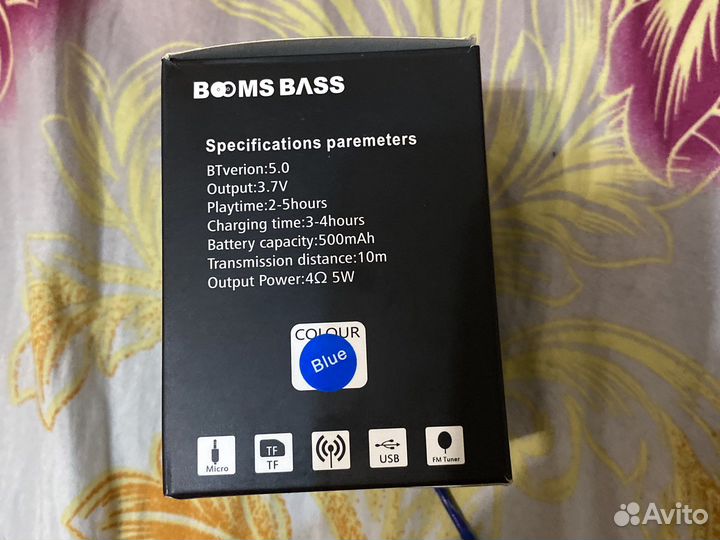 BOOMS BASS
Specifications paremeters
BTverion:5.0
Output:3.7V
Playtime:2-5hours
Charging time:3-4hours
Battery capacity:500mAh
Transmission distance:10m
Output Power:4Ω 5W
COLOUR
Blue
TF
Micro
TF
USB
FM Tuner
Avito